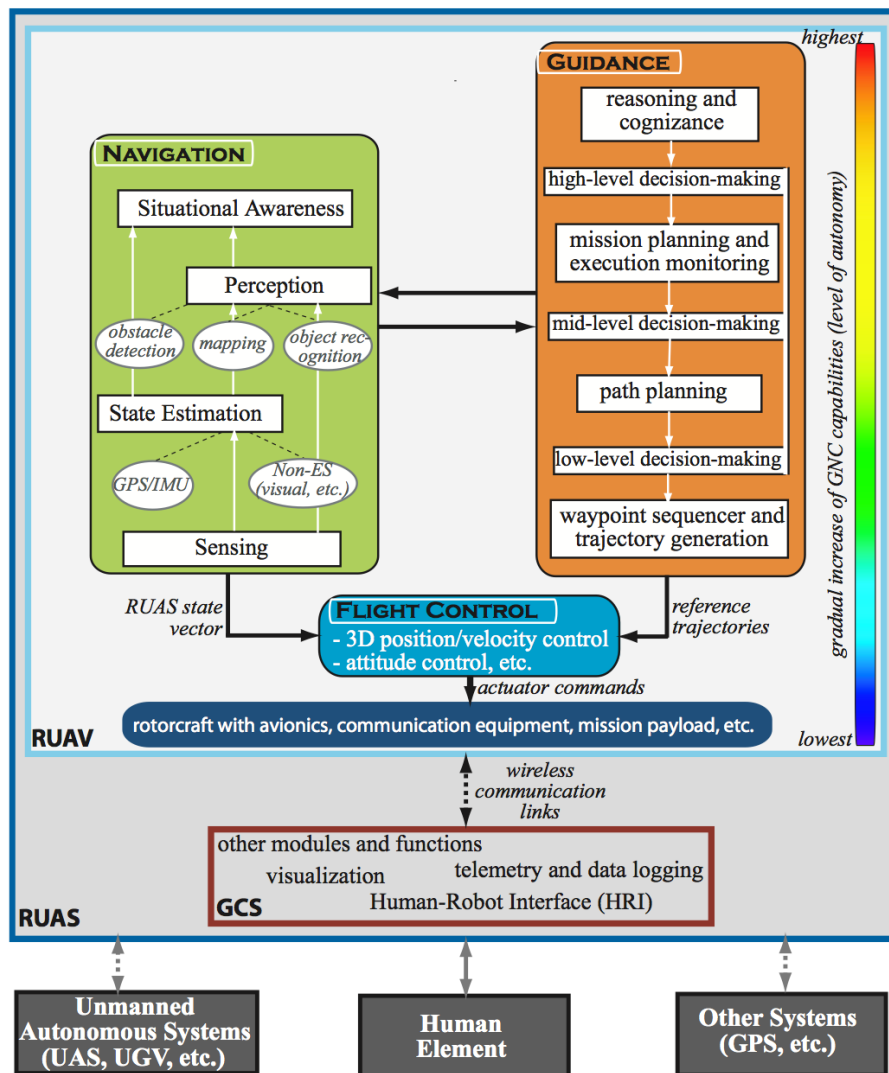 highest
GUIDANCE
reasoning and
cognizance
high-level decision-making
mission planning and
execution monitoring
mid-level decision-making
path planning
low-level decision-making
waypoint sequencer and
trajectory generation
NAVIGATION
Situational Awareness
Perception
obstacle
detection
mapping
object rec-
ognition
State Estimation
GPS/IMU
Non-ES
(visual, etc.)
Sensing
gradual increase of GNC capabilities (level of autonomy)
RUAS state
vector
FLIGHT CONTROL
- 3D position/velocity control
- attitude control, etc.
reference
trajectories
actuator commands
rotorcraft with avionics, communication equipment, mission payload, etc.
RUAV
lowest
wireless
communication
links
other modules and functions
visualization
telemetry and data logging
Human-Robot Interface (HRI)
GCS
RUAS
Unmanned
Autonomous Systems
(UAS, UGV, etc.)
Human
Element
Other Systems
(GPS, etc.)